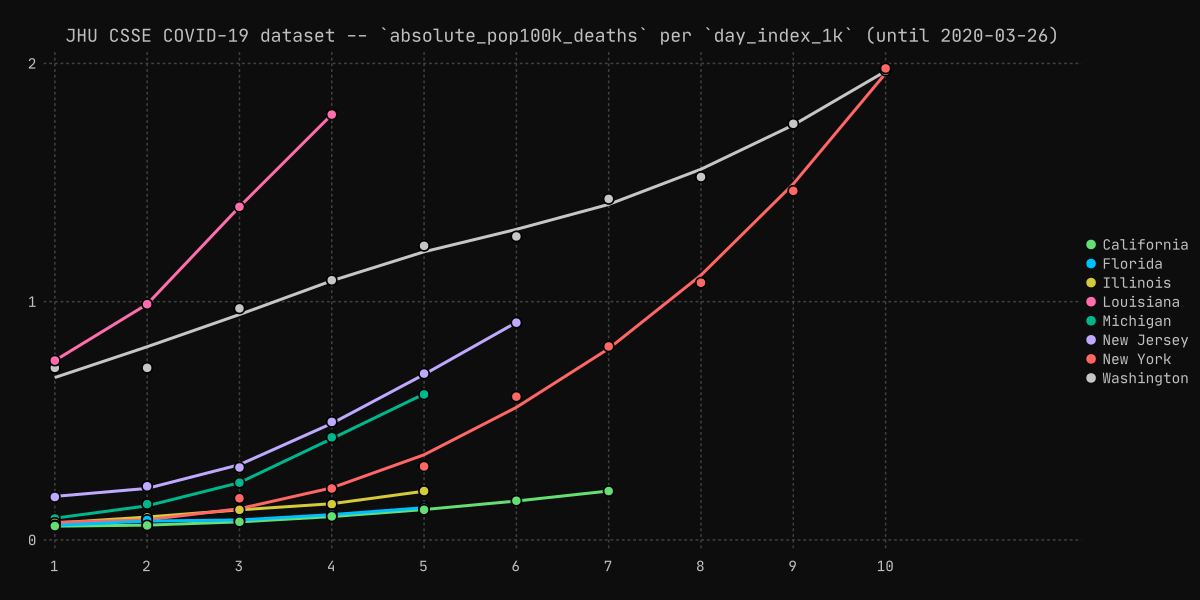 JHU CSSE COVID-19 dataset -- `absolute_pop100k_deaths` per `day_index_1k` (until 2020-03-26)
2
1
0
1 2 3 4 5 6 7 8 9 10
California
Florida
Illinois
Louisiana
Michigan
New Jersey
New York
Washington